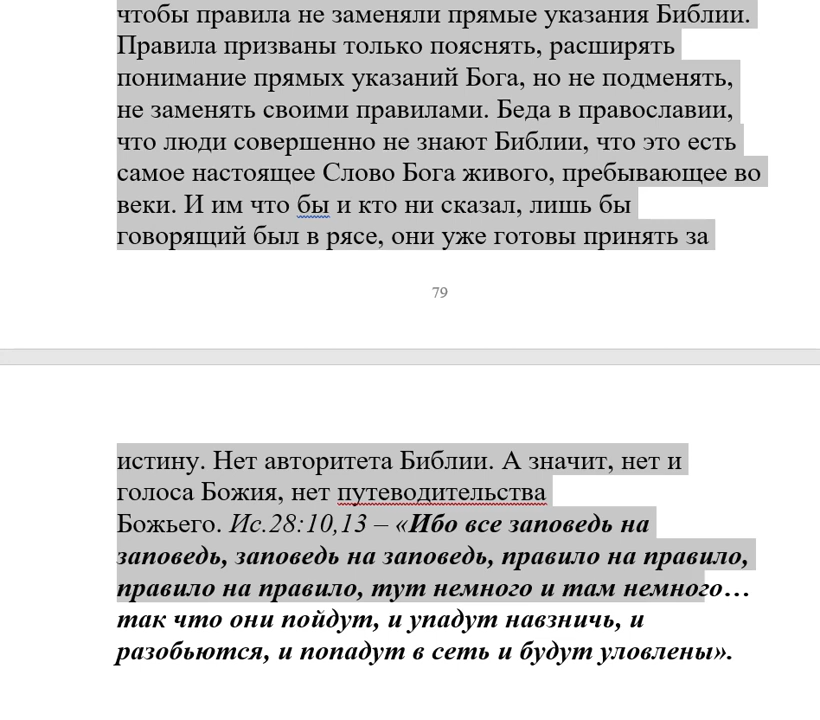 чтобы правила не заменяли прямые указания Библии.
Правила призваны только пояснять, расширять
понимание прямых указаний Бога, но не подменять,
не заменять своими правилами. Беда в православии,
что люди совершенно не знают Библии, что это есть
самое настоящее Слово Бога живого, пребывающее во
веки. И им что бы и кто ни сказал, лишь бы
говорящий был в рясе, они уже готовы принять за
79
истину. Нет авторитета Библии. А значит, нет и
голоса Божия, нет путеводительства
Божьего. Ис.28:10,13 – «Ибо все заповедь на
заповедь, заповедь на заповедь, правило на правило,
правило на правило, тут немного и там немного…
так что они пойдут, и упадут навзничь, и
разобьются, и попадут в сеть и будут уловлены».